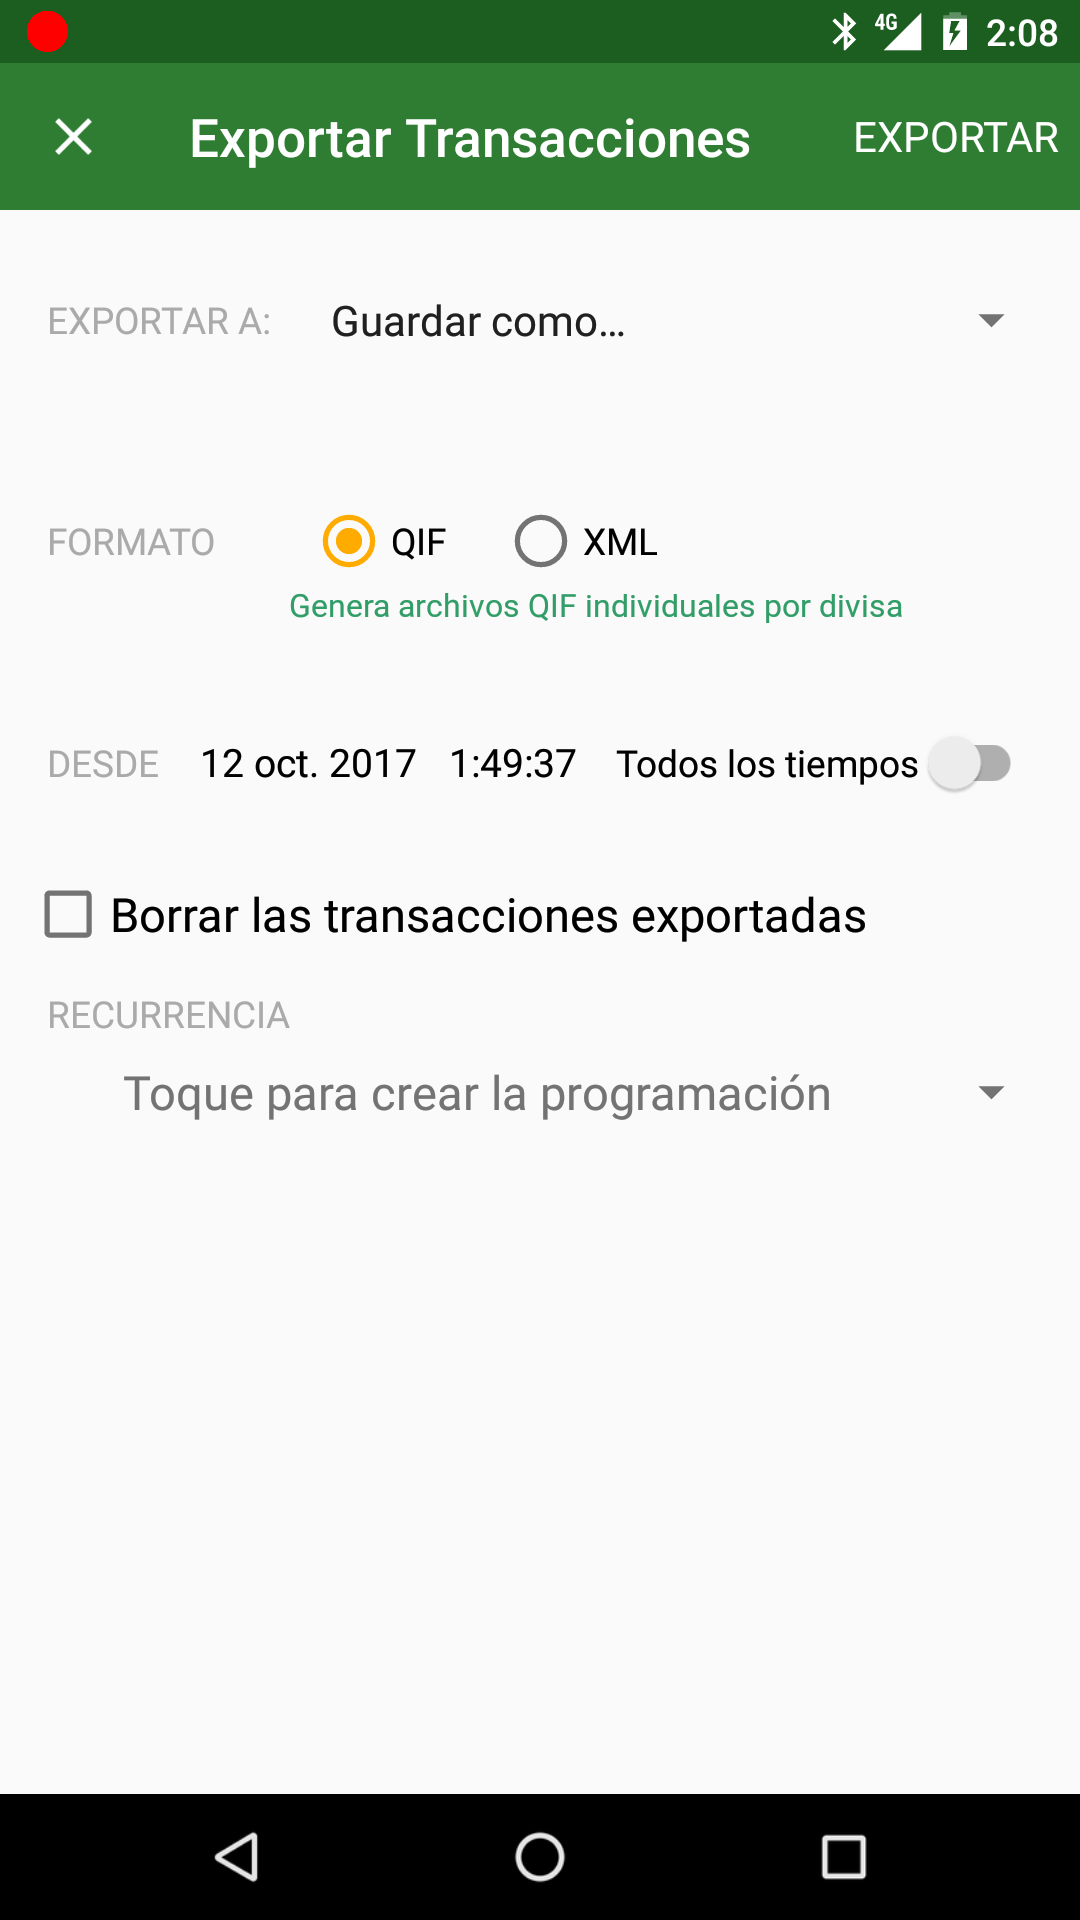 4G 2:08
Exportar Transacciones EXPORTAR
EXPORTAR A: Guardar como...
FORMATO QIF XML
Genera archivos QIF individuales por divisa
DESDE 12 oct. 2017 1:49:37 Todos los tiempos
Borrar las transacciones exportadas
RECURRENCIA
Toque para crear la programación